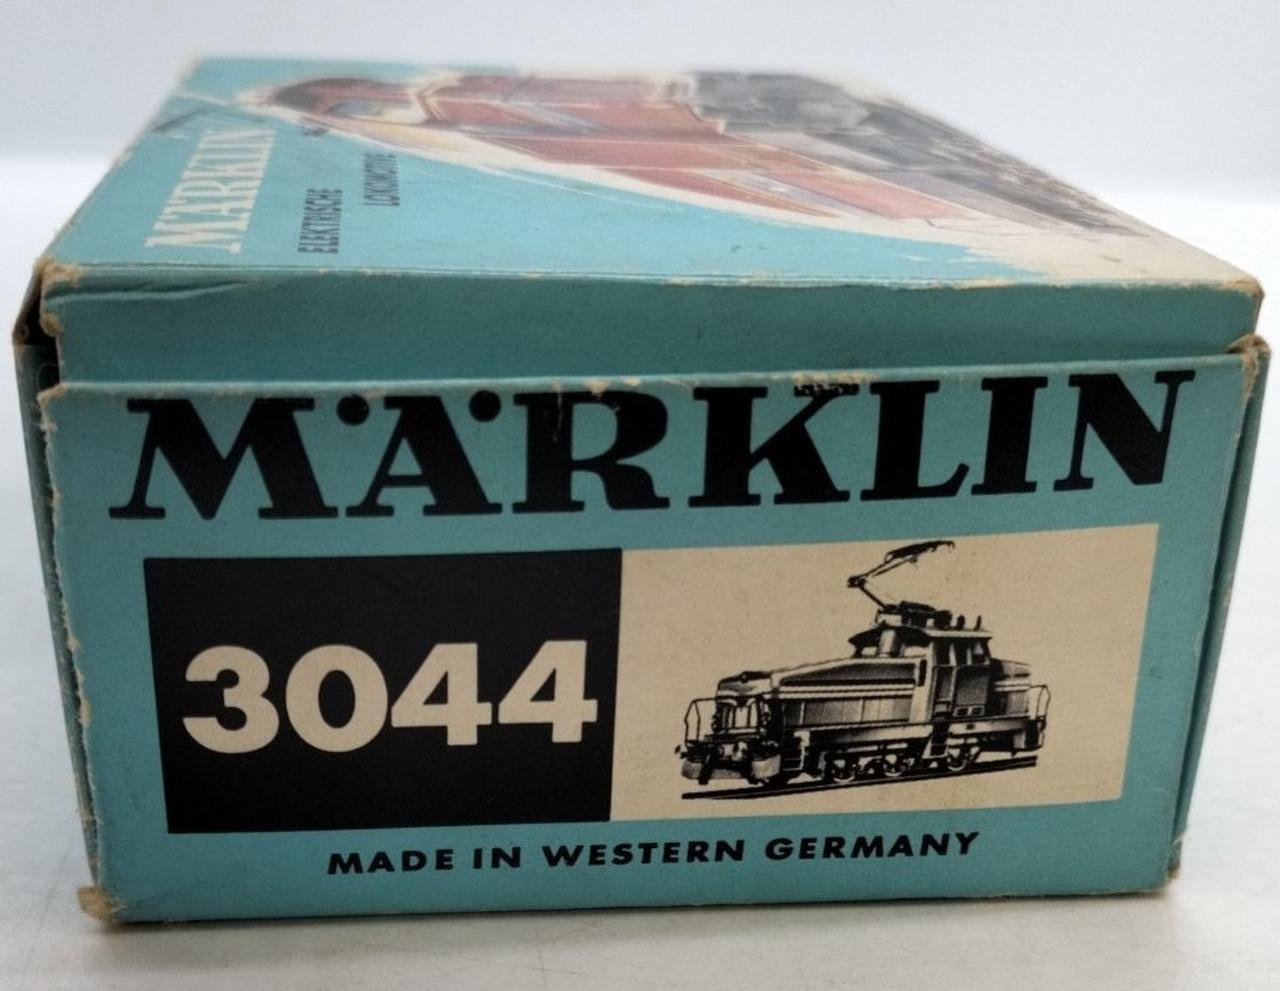 MÄRKLIN
ELEKTRISCHE
LOKOMOTIVE
MÄRKLIN
3044
MADE IN WESTERN GERMANY